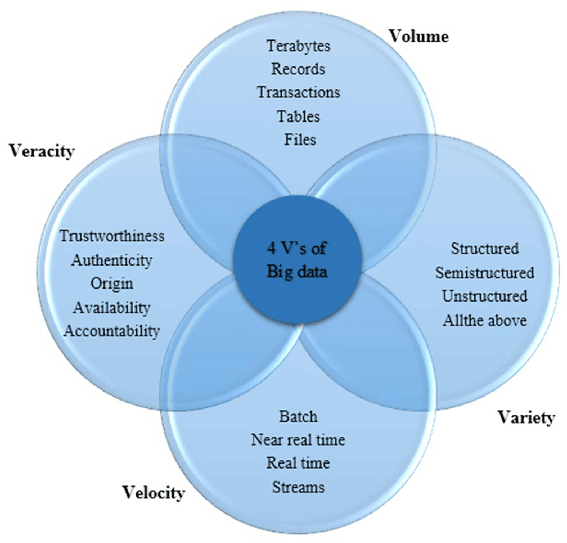 Volume
Terabytes
Records
Transactions
Tables
Files
Veracity
Trustworthiness
Authenticity
Origin
Availability
Accountability
4 V's of
Big data
Structured
Semistructured
Unstructured
Allthe above
Variety
Batch
Near real time
Real time
Streams
Velocity